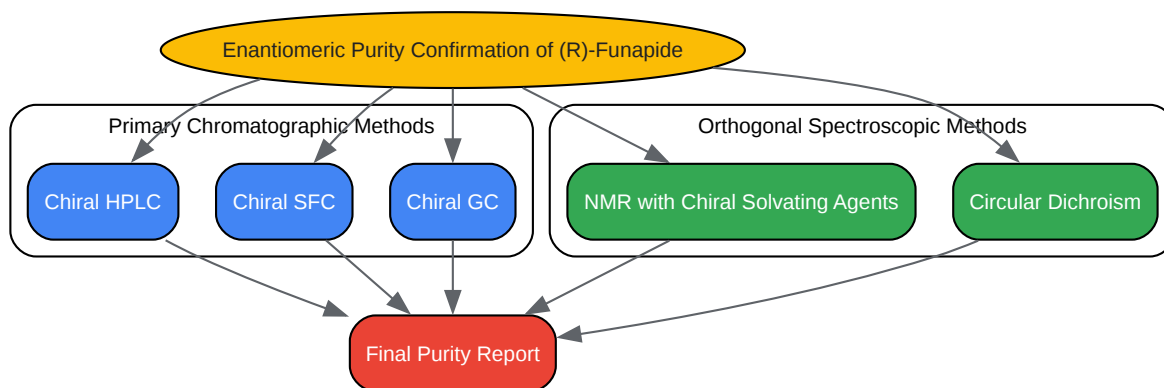 Enantiomeric Purity Confirmation of (R)-Funapide
Primary Chromatographic Methods
Orthogonal Spectroscopic Methods
Chiral HPLC
Chiral SFC
Chiral GC
NMR with Chiral Solvating Agents
Circular Dichroism
Final Purity Report